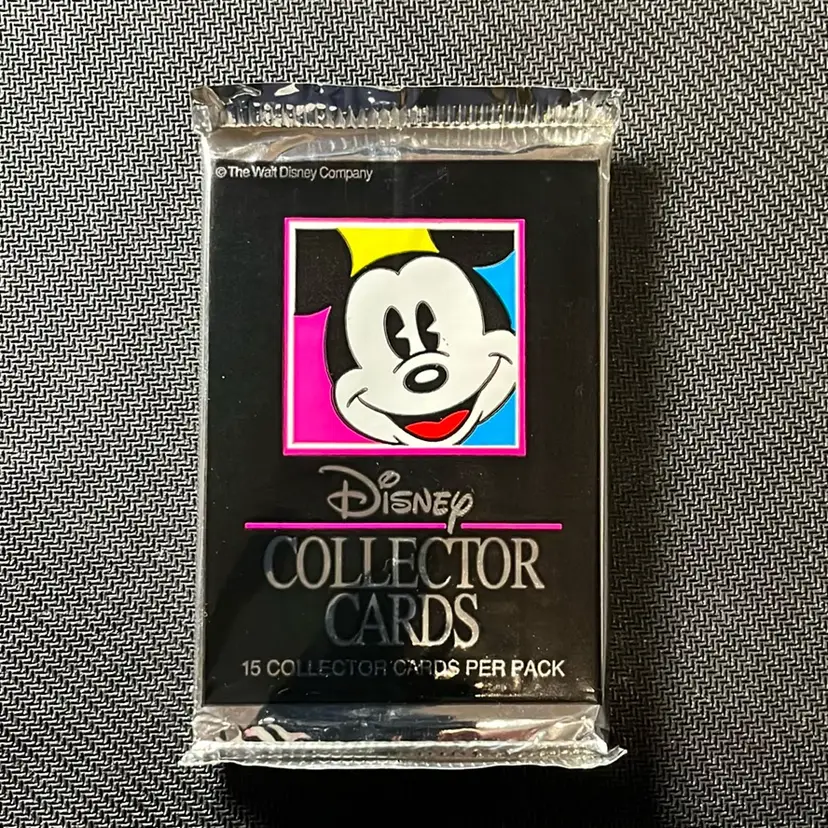 © The Walt Disney Company
Disney
COLLECTOR
CARDS
15 COLLECTOR CARDS PER PACK